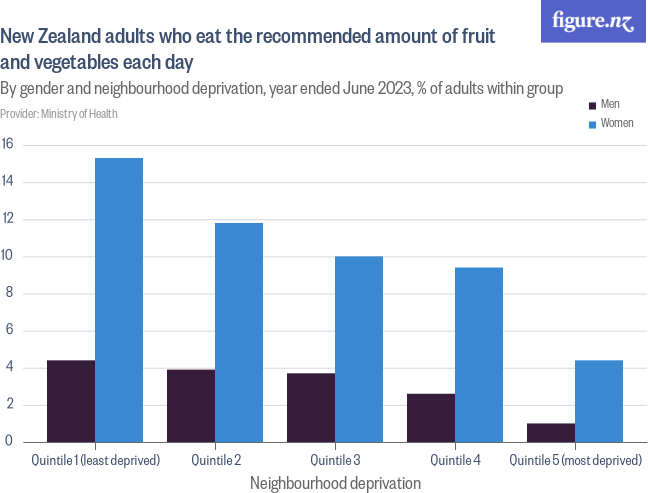 figure.nz
New Zealand adults who eat the recommended amount of fruit
and vegetables each day
By gender and neighbourhood deprivation, year ended June 2023, % of adults within group
Provider: Ministry of Health
Men
Women
16
14
12
10
8
6
4
2
0
Quintile 1 (least deprived) Quintile 2 Quintile 3 Quintile 4 Quintile 5 (most deprived)
Neighbourhood deprivation